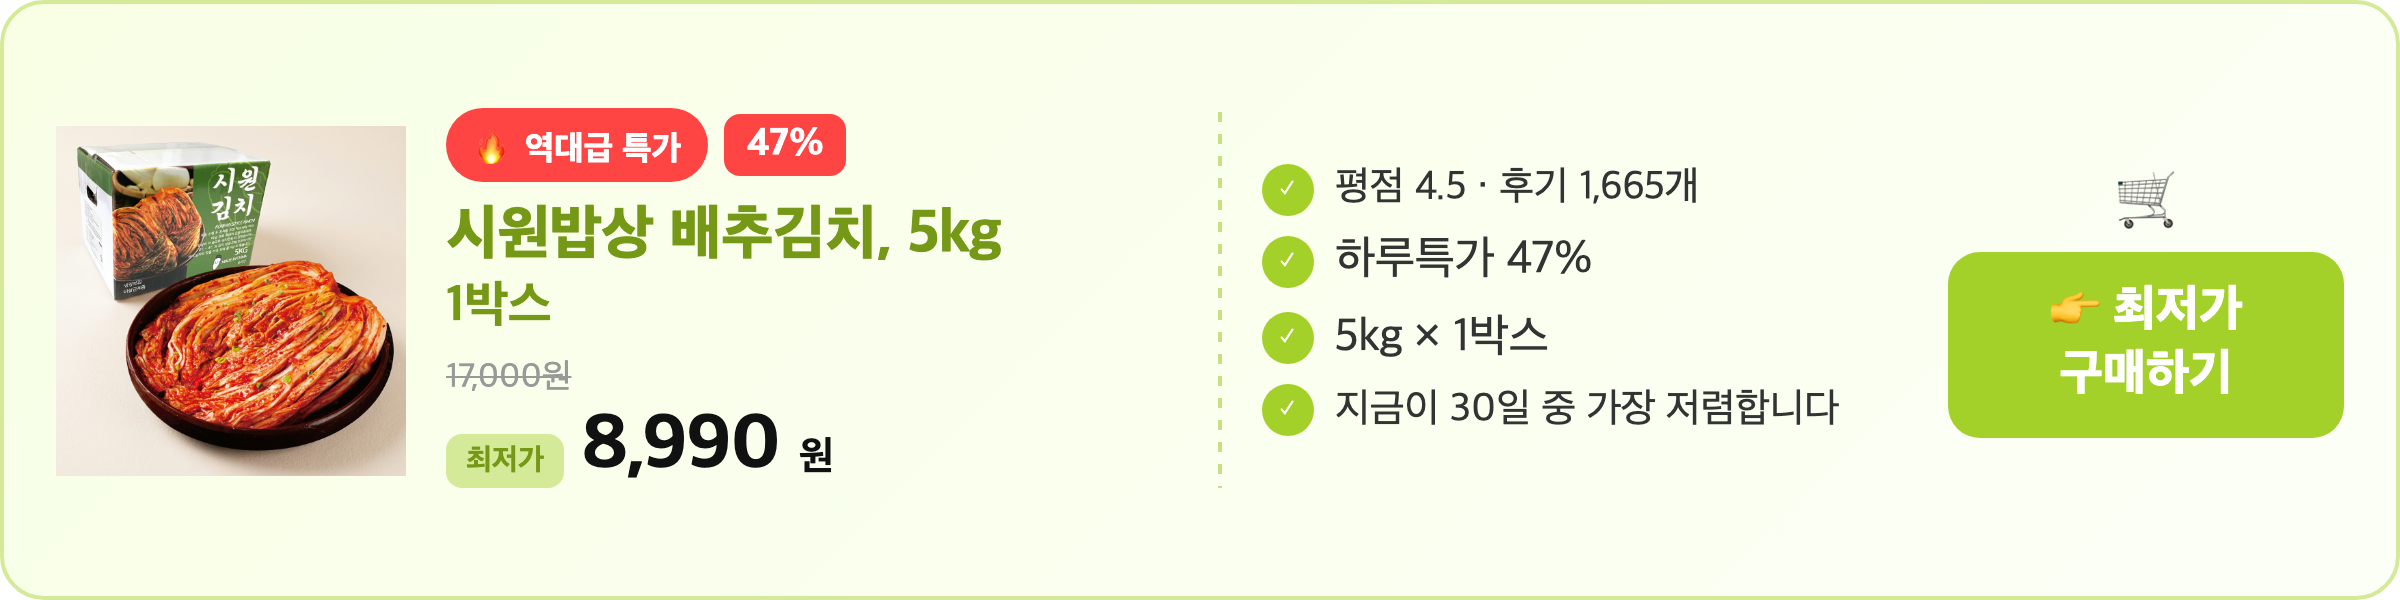 시원
김치
5KG
역대급 특가
47%
시원밥상 배추김치, 5kg
1박스
17,000원
최저가
8,990 원
✓ 평점 4.5 · 후기 1,665개
✓ 하루특가 47%
✓ 5kg × 1박스
✓ 지금이 30일 중 가장 저렴합니다
최저가
구매하기